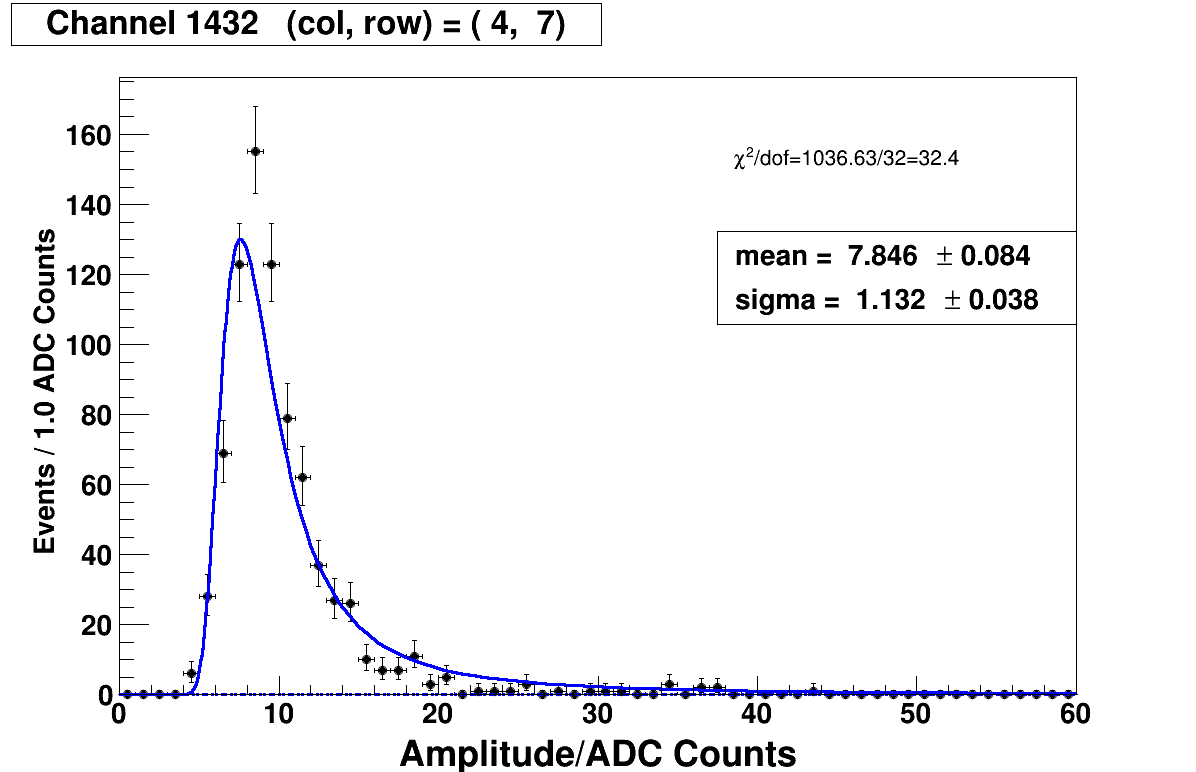 Channel 1432 (col, row) = ( 4, 7)
160
140
120
100
80
60
40
20
0
Events / 1.0 ADC Counts
χ²/dof=1036.63/32=32.4
mean = 7.846 ± 0.084
sigma = 1.132 ± 0.038
0 10 20 30 40 50 60
Amplitude/ADC Counts